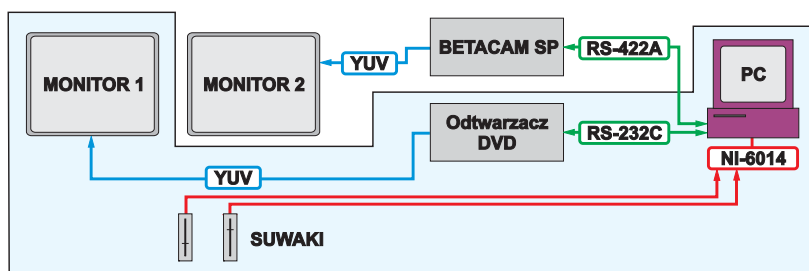 MONITOR 1
MONITOR 2
YUV
BETACAM SP
RS-422A
PC
Odtwarzacz
DVD
RS-232C
NI-6014
YUV
SUWAKI